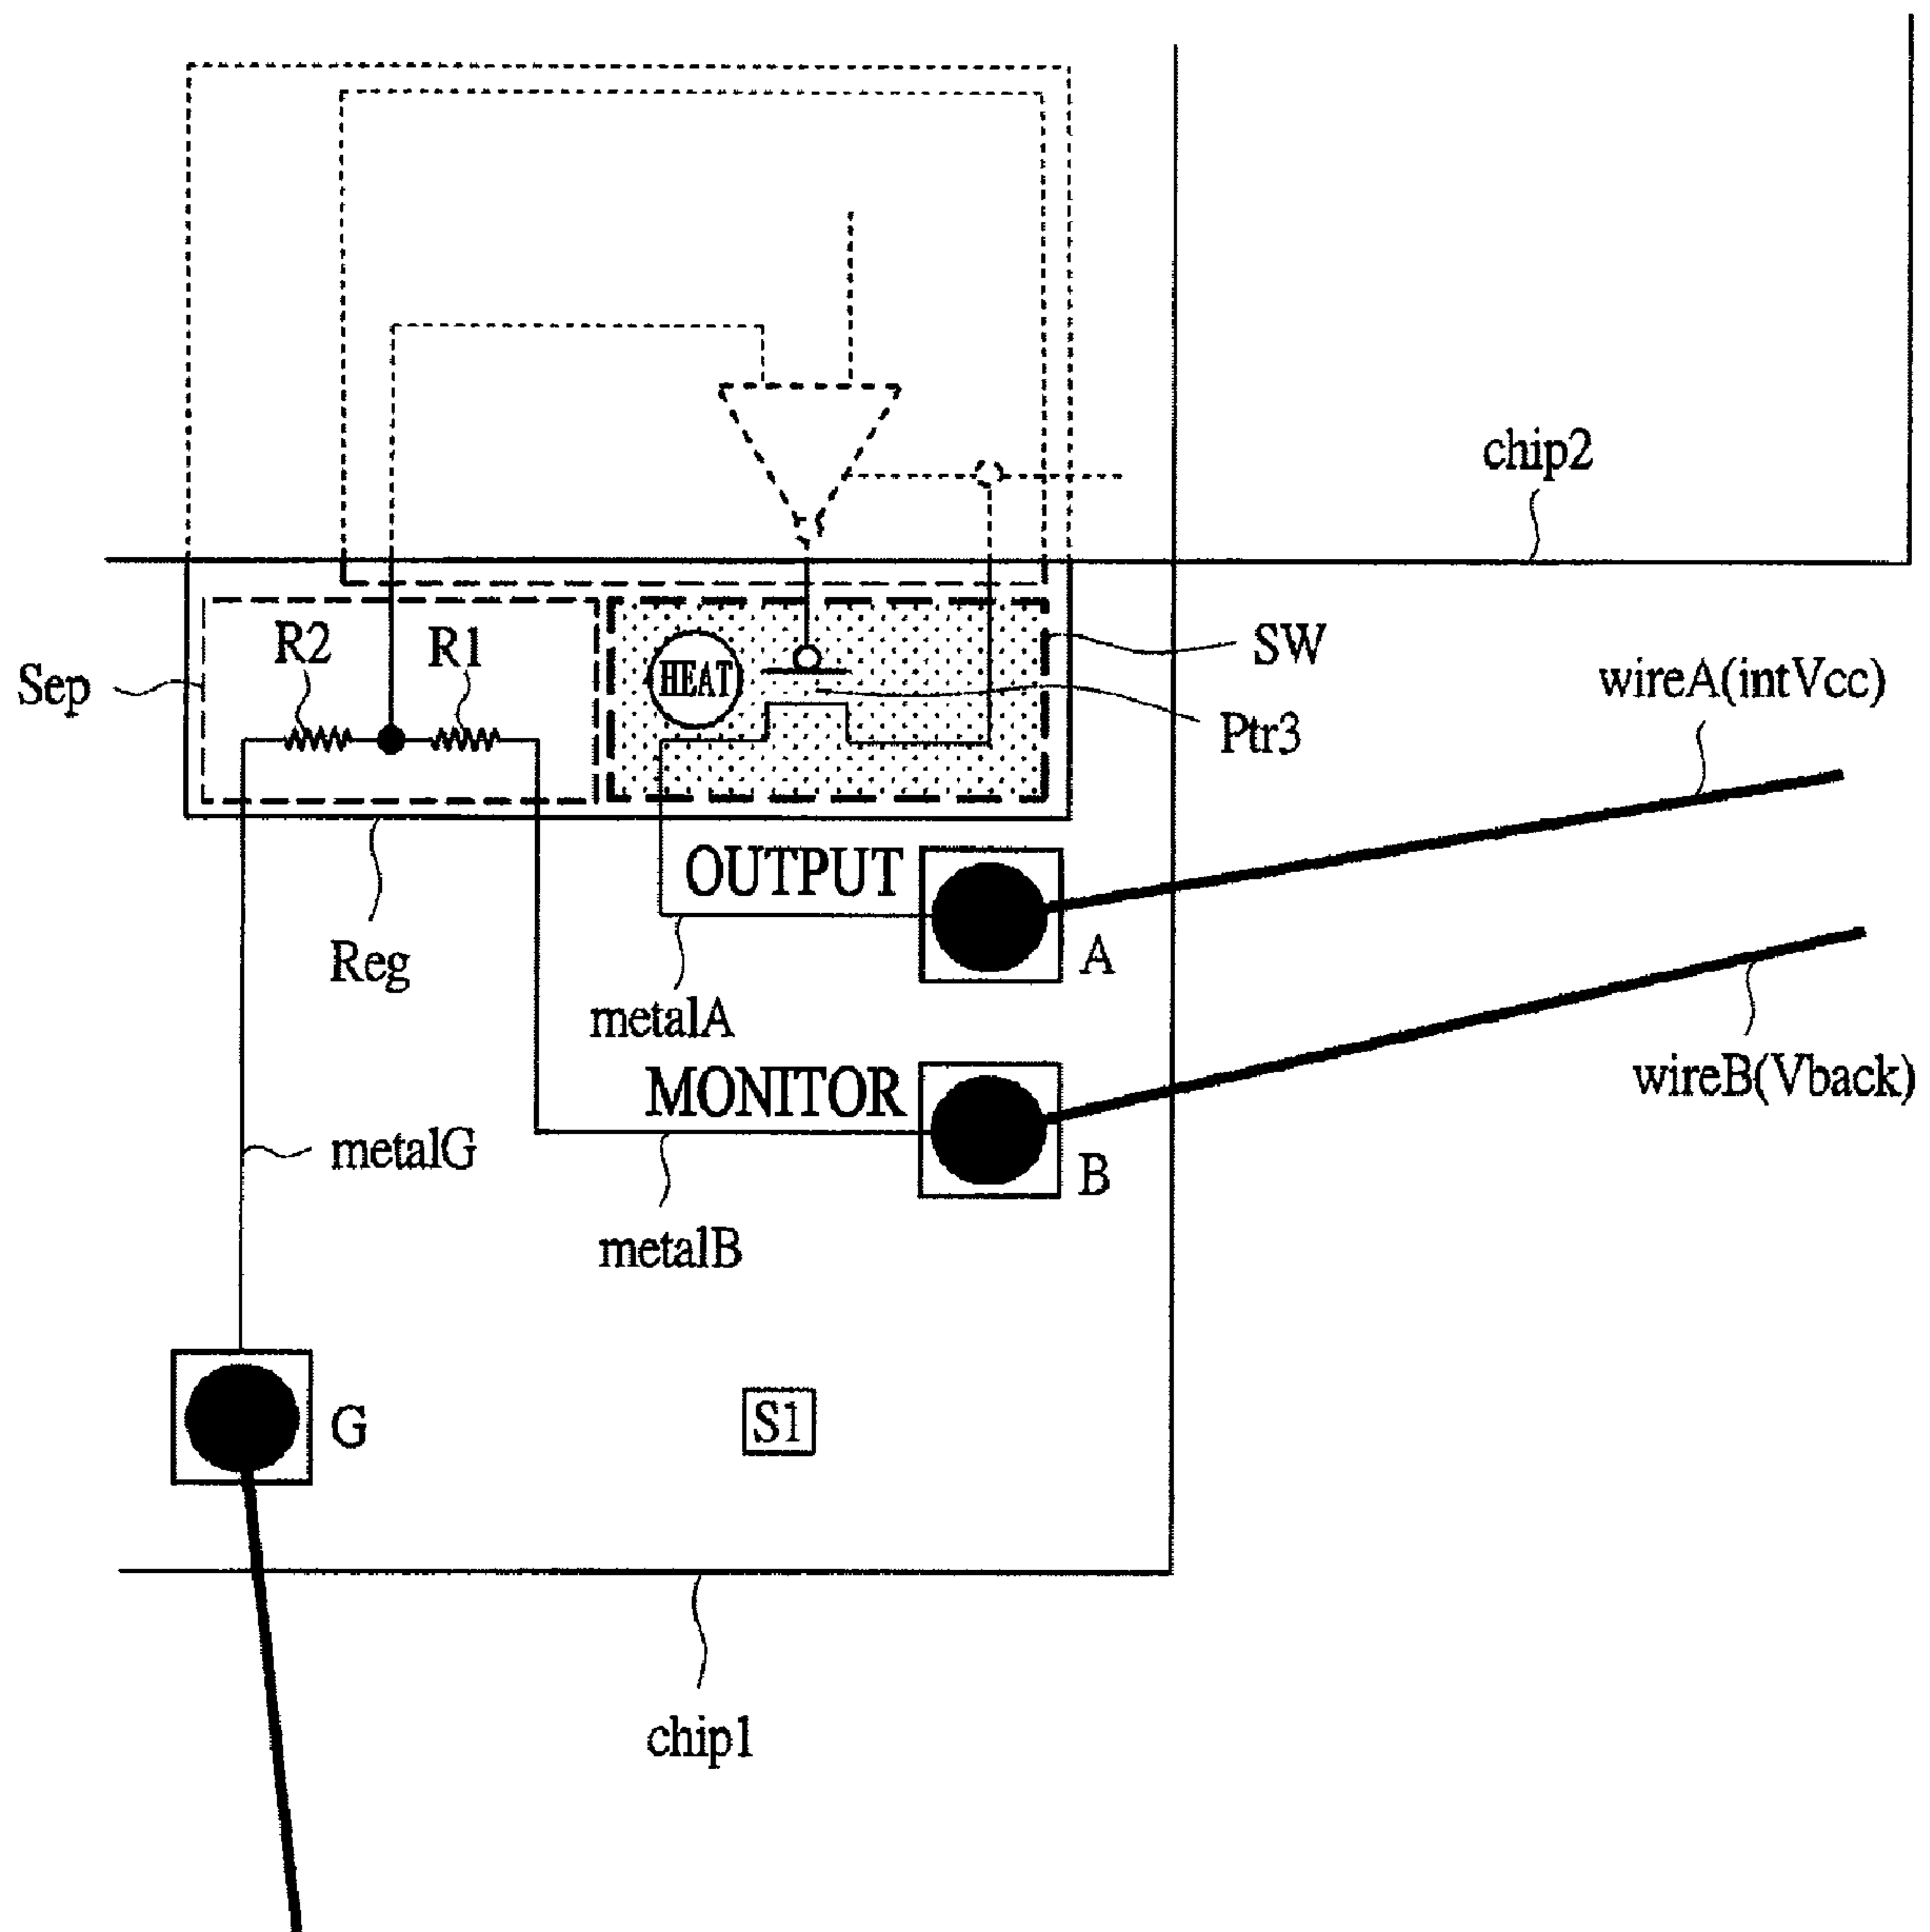 chip2
R2
R1
SW
Sep
HEAT
wireA(intVcc)
Ptr3
OUTPUT
A
Reg
metalA
MONITOR
wireB(Vback)
metalG
B
metalB
G
S1
chip1